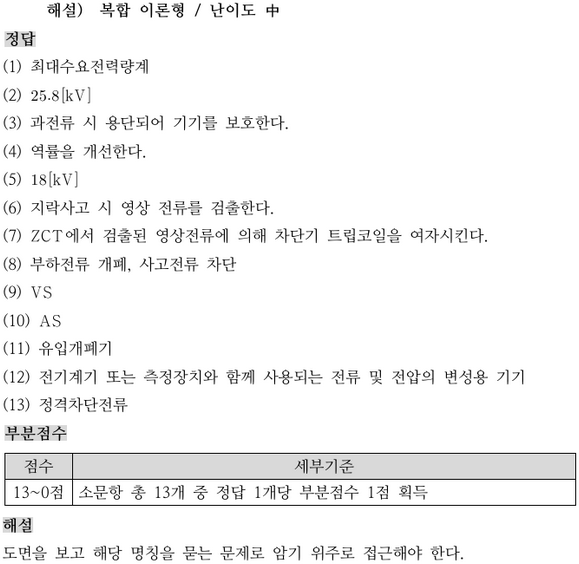 해설) 복합 이론형 / 난이도 中
정답
(1) 최대수요전력량계
(2) 25.8[kV]
(3) 과전류 시 용단되어 기기를 보호한다.
(4) 역률을 개선한다.
(5) 18[kV]
(6) 지락사고 시 영상 전류를 검출한다.
(7) ZCT에서 검출된 영상전류에 의해 차단기 트립코일을 여자시킨다.
(8) 부하전류 개폐, 사고전류 차단
(9) VS
(10) AS
(11) 유입개폐기
(12) 전기계기 또는 측정장치와 함께 사용되는 전류 및 전압의 변성용 기기
(13) 정격차단전류
부분점수
점수 세부기준
13~0점 소문항 총 13개 중 정답 1개당 부분점수 1점 획득
해설
도면을 보고 해당 명칭을 묻는 문제로 암기 위주로 접근해야 한다.